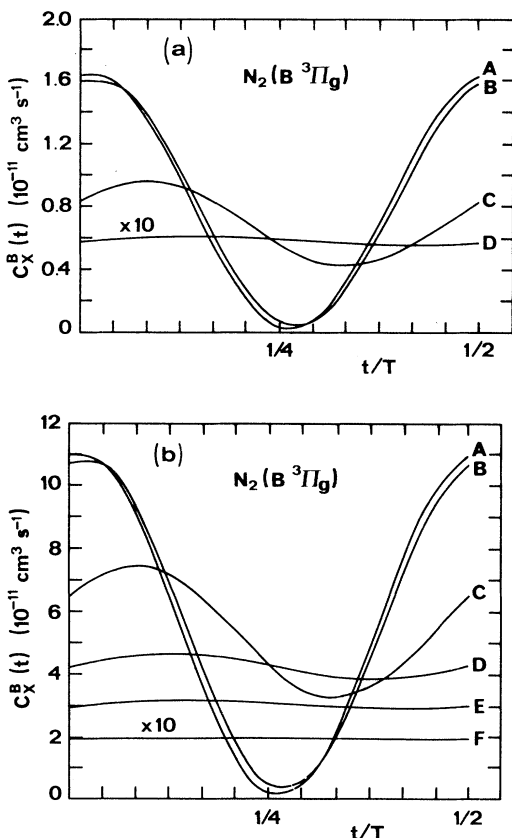 (a)
N₂(B ³Πg)
C_X^B(t) (10⁻¹¹ cm³ s⁻¹)
2.0
1.6
1.2
0.8
0.4
0
A
B
C
x10
D
1/4
1/2
t/T
(b)
N₂(B ³Πg)
C_X^B(t) (10⁻¹¹ cm³ s⁻¹)
12
10
8
6
4
2
0
A
B
C
D
E
x10
F
1/4
1/2
t/T